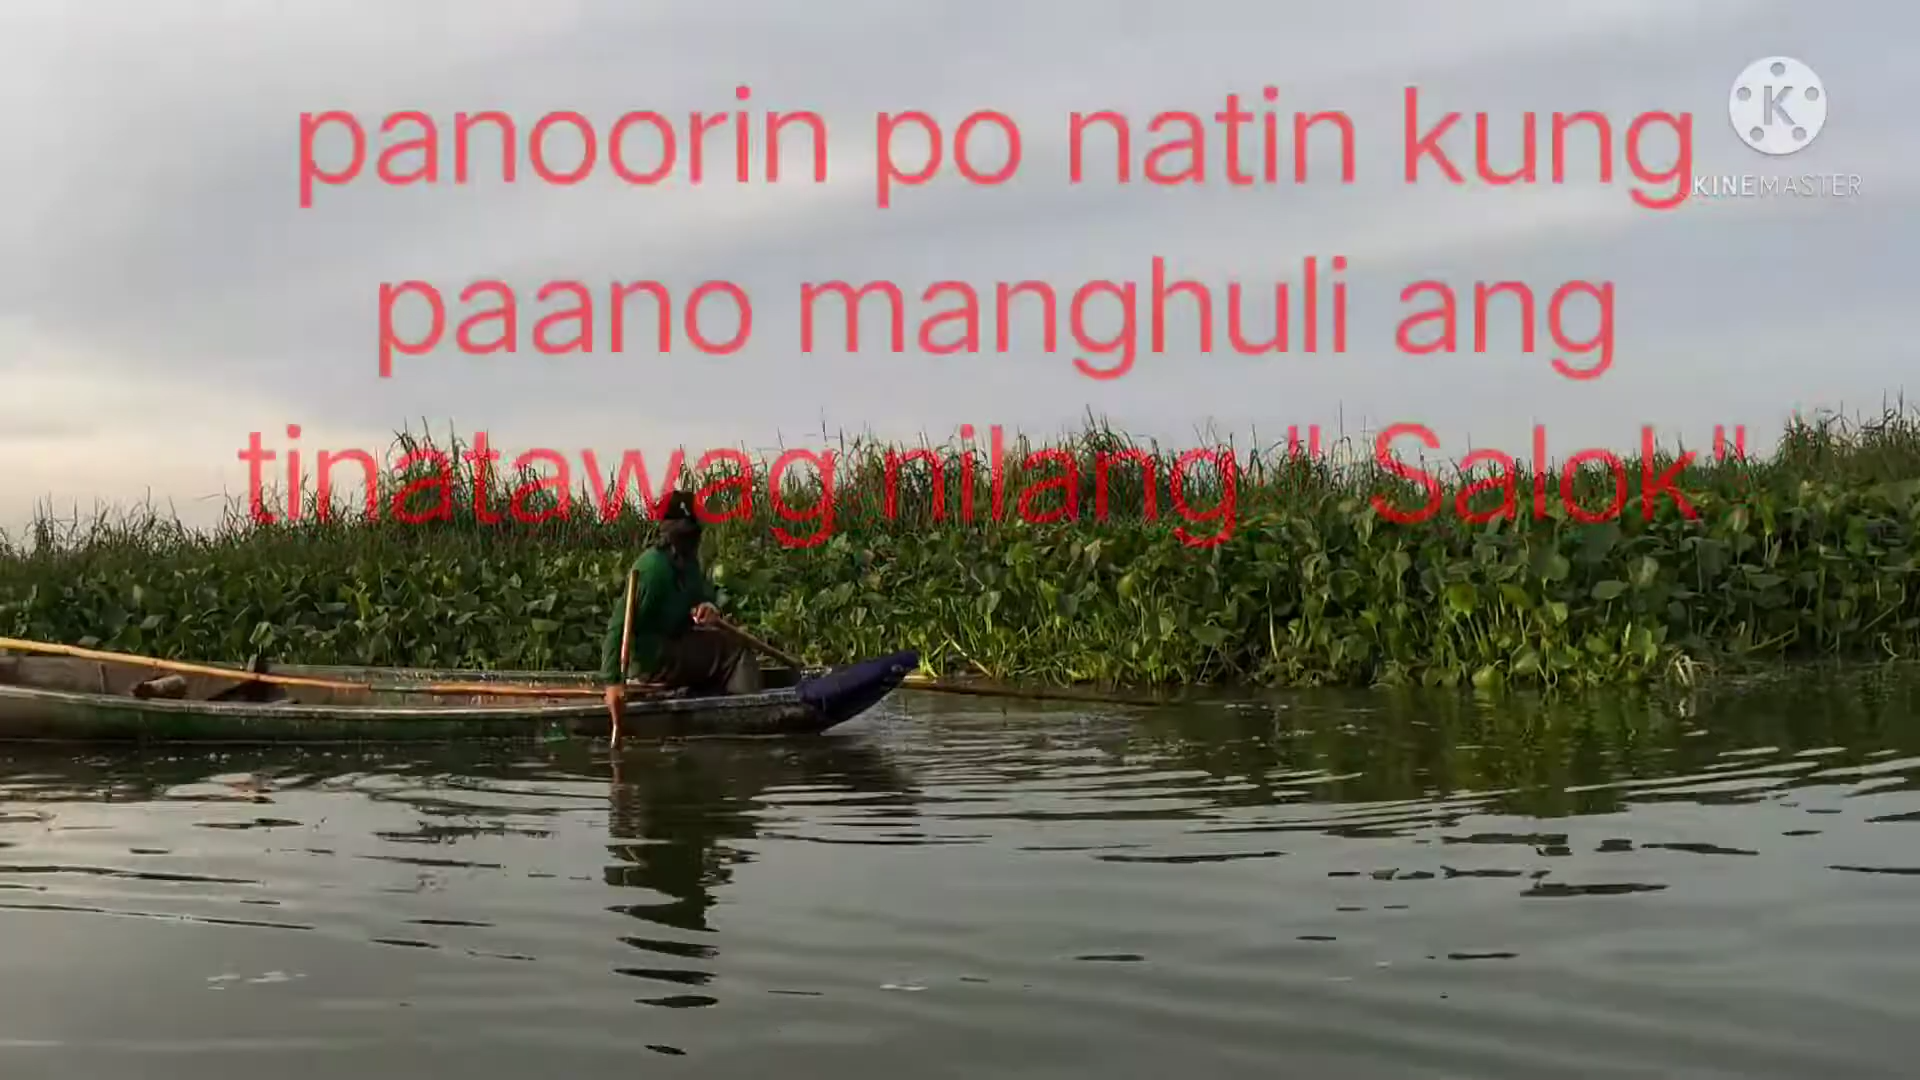 panoorin po natin kung
paano manghuli ang
tinatawag nilang " Salok"
K
KINEMASTER